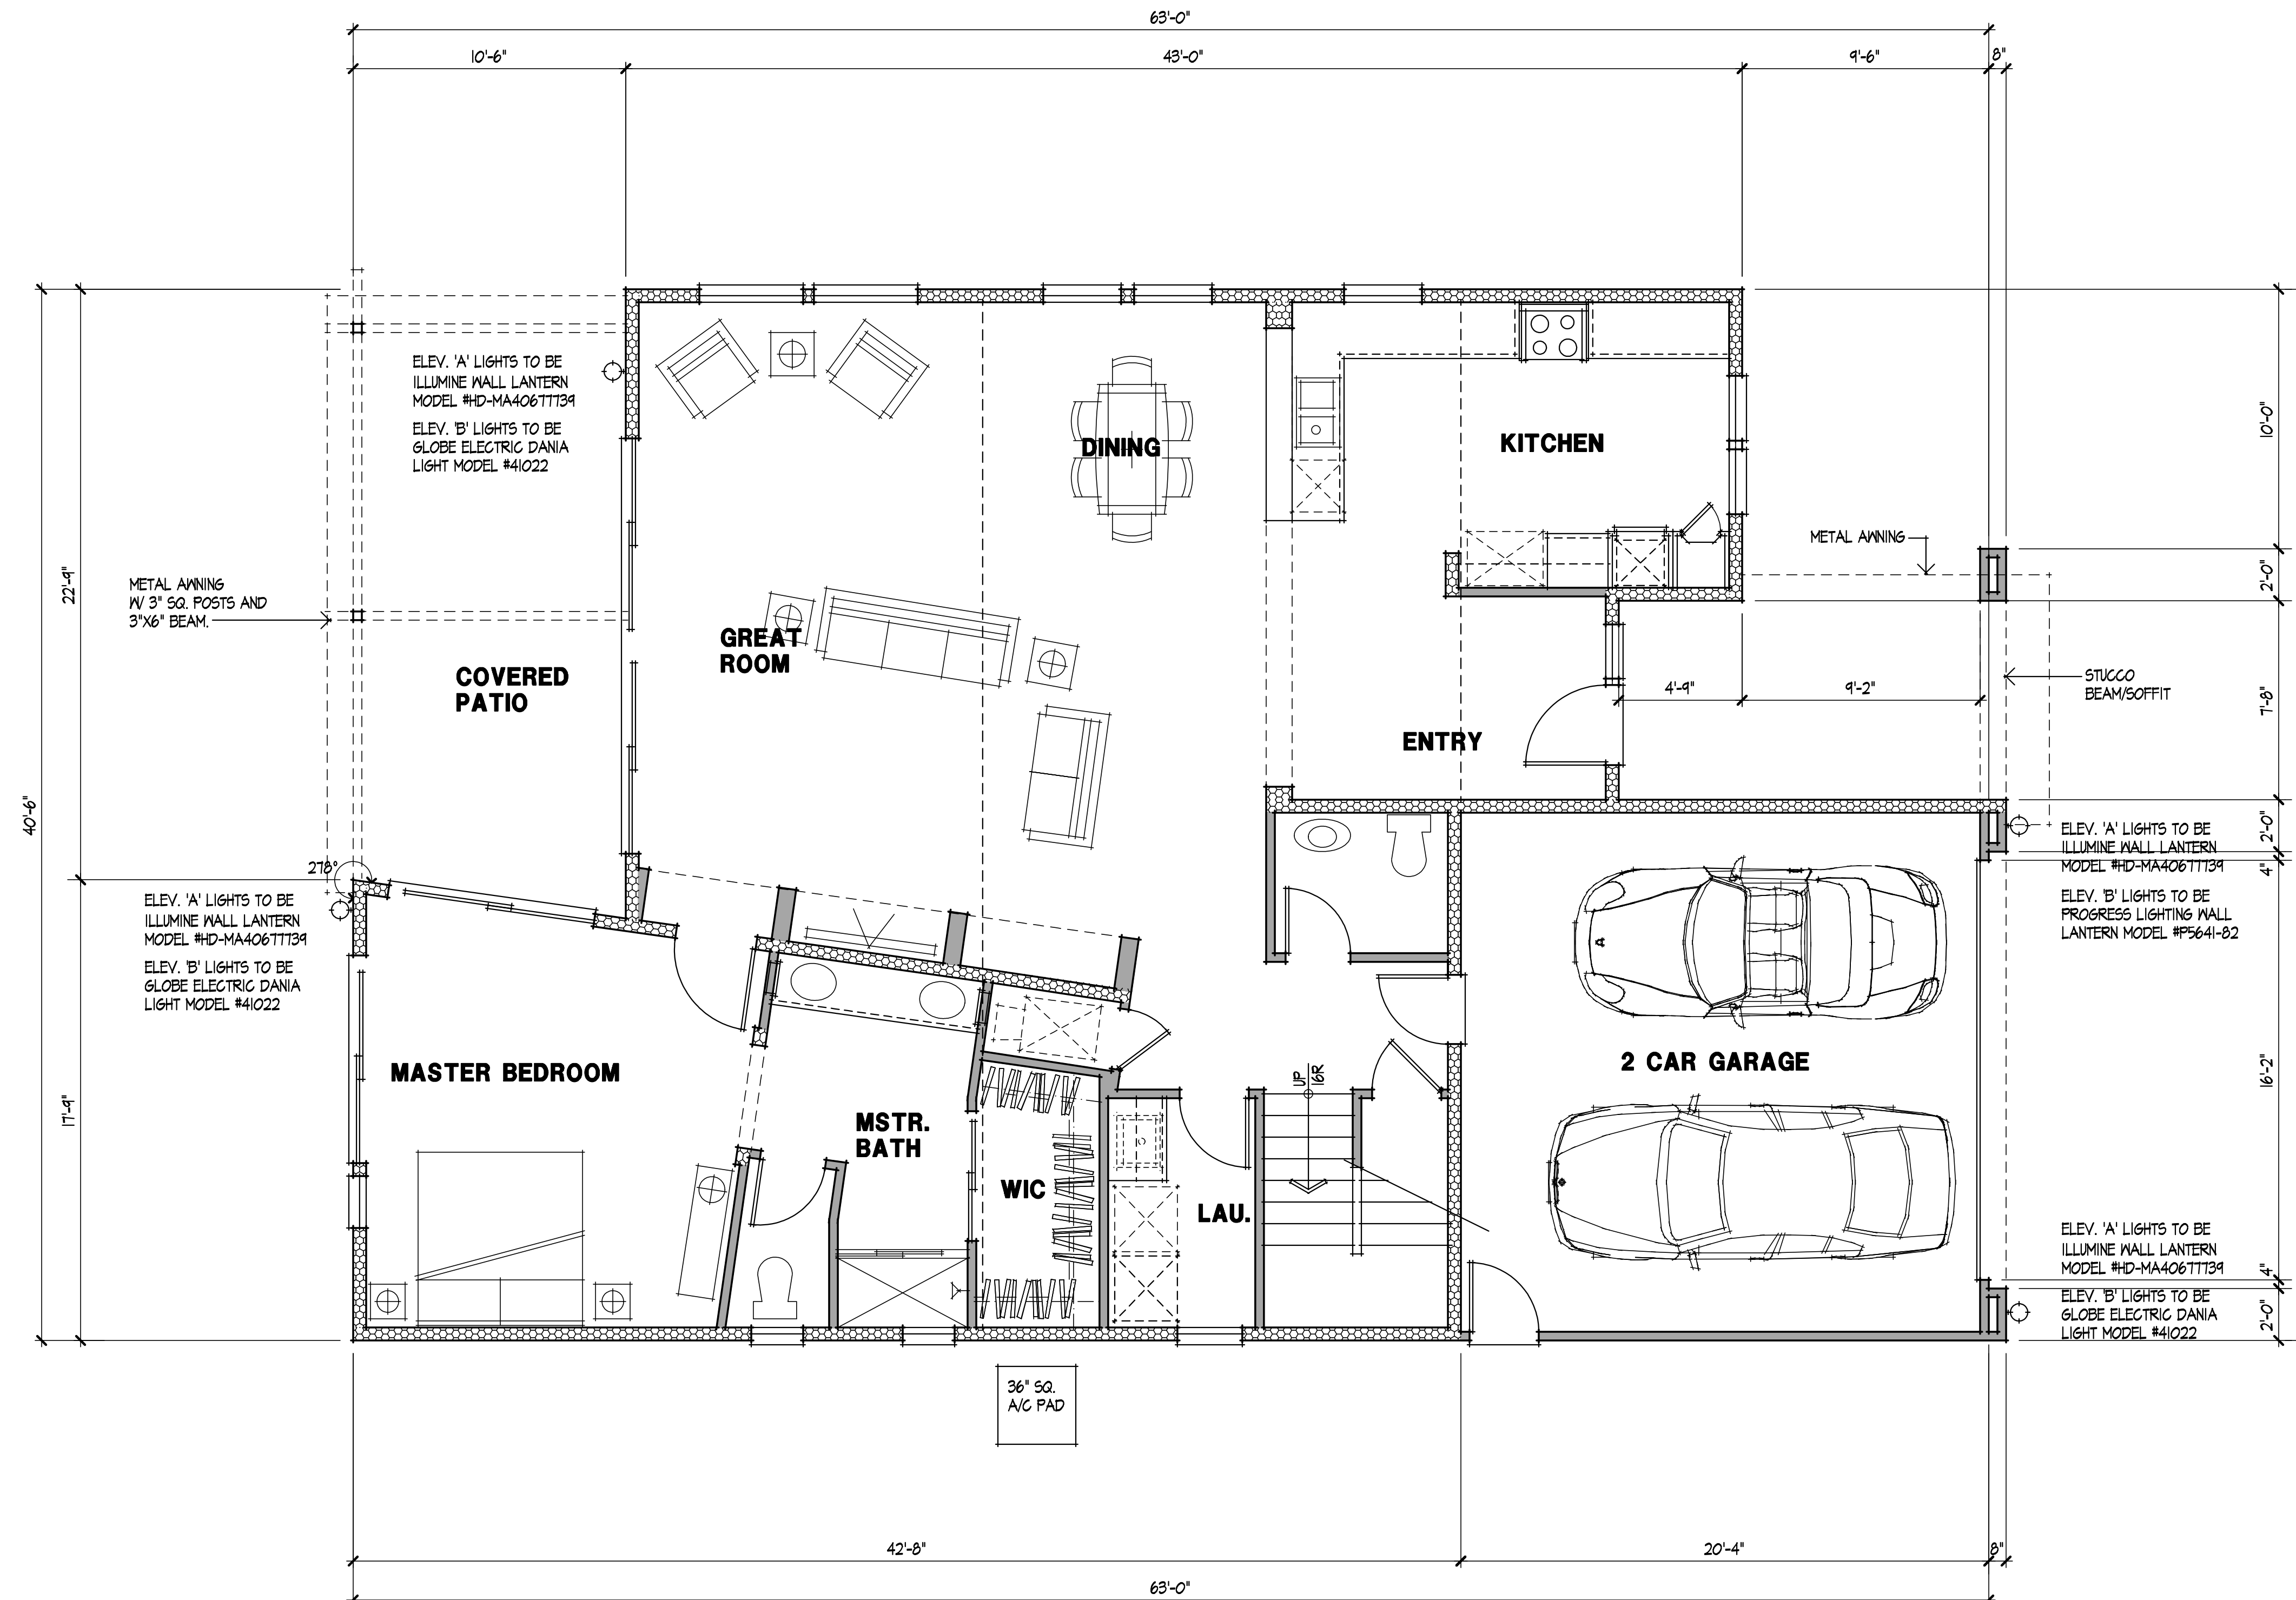 63'-0"
10'-6"
43'-0"
9'-6"
8"
ELEV. 'A' LIGHTS TO BE
ILLUMINE WALL LANTERN
MODEL #HD-MA40677739
ELEV. 'B' LIGHTS TO BE
GLOBE ELECTRIC DANIA
LIGHT MODEL #41022
DINING
KITCHEN
10'-0"
METAL AWNING
2'-0"
22'-9"
METAL AWNING
W/ 3" SQ. POSTS AND
3"X6" BEAM.
GREAT
ROOM
COVERED
PATIO
4'-9"
9'-2"
STUCCO
BEAM/SOFFIT
7'-8"
ENTRY
40'-6"
2'-0"
4"
ELEV. 'A' LIGHTS TO BE
ILLUMINE WALL LANTERN
MODEL #HD-MA40677739
ELEV. 'B' LIGHTS TO BE
PROGRESS LIGHTING WALL
LANTERN MODEL #P5641-82
278°
ELEV. 'A' LIGHTS TO BE
ILLUMINE WALL LANTERN
MODEL #HD-MA40677739
ELEV. 'B' LIGHTS TO BE
GLOBE ELECTRIC DANIA
LIGHT MODEL #41022
MASTER BEDROOM
2 CAR GARAGE
UP
16R
16'-2"
17'-9"
MSTR.
BATH
WIC
LAU.
ELEV. 'A' LIGHTS TO BE
ILLUMINE WALL LANTERN
MODEL #HD-MA40677739
ELEV. 'B' LIGHTS TO BE
GLOBE ELECTRIC DANIA
LIGHT MODEL #41022
4"
2'-0"
36" SQ.
A/C PAD
42'-8"
20'-4"
8"
63'-0"